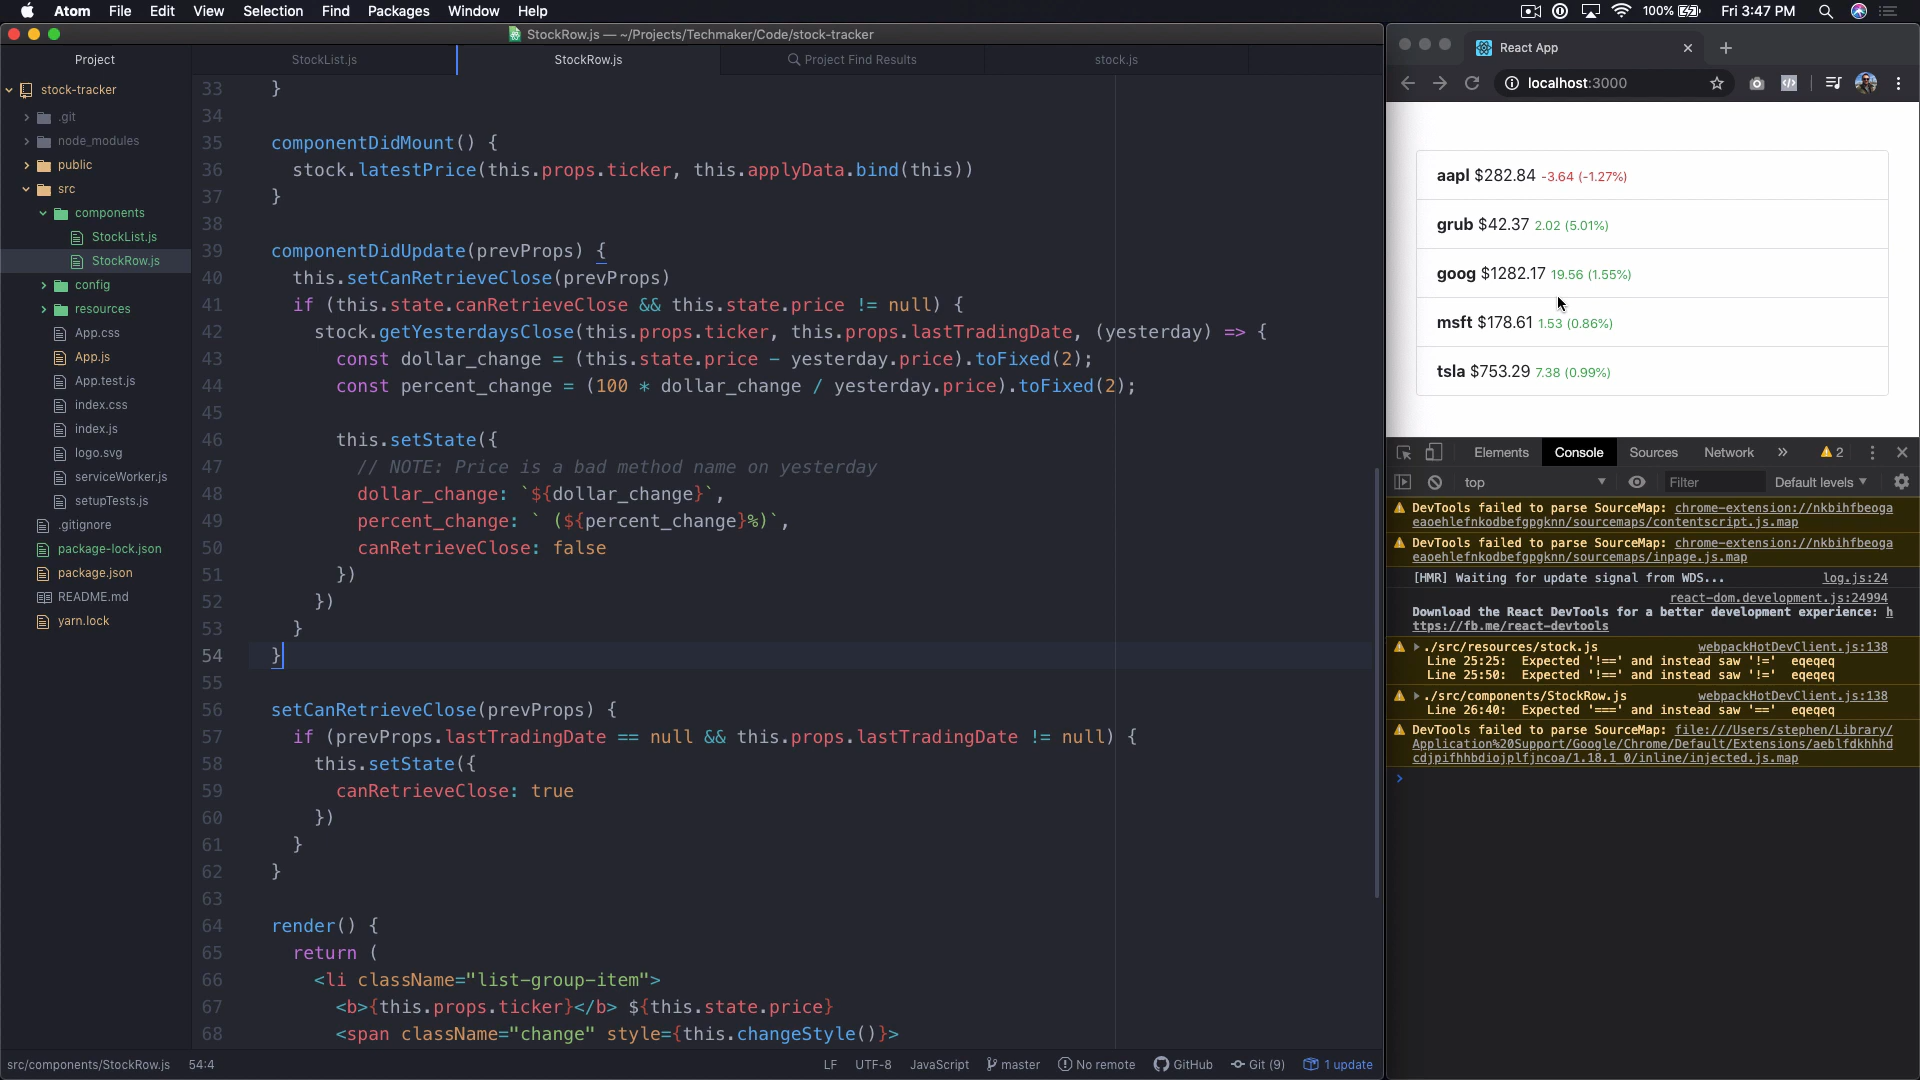 Atom File Edit View Selection Find Packages Window Help
100% Fri 3:47 PM
StockRow.js — ~/Projects/Techmaker/Code/stock-tracker
Project
StockList.js
StockRow.js
Project Find Results
stock.js
stock-tracker
.git
node_modules
public
src
components
StockList.js
StockRow.js
config
resources
App.css
App.js
App.test.js
index.css
index.js
logo.svg
serviceWorker.js
setupTests.js
.gitignore
package-lock.json
package.json
README.md
yarn.lock
33 }
34
35 componentDidMount() {
36 stock.latestPrice(this.props.ticker, this.applyData.bind(this))
37 }
38
39 componentDidUpdate(prevProps) {
40 this.setCanRetrieveClose(prevProps)
41 if (this.state.canRetrieveClose && this.state.price != null) {
42 stock.getYesterdaysClose(this.props.ticker, this.props.lastTradingDate, (yesterday) => {
43 const dollar_change = (this.state.price - yesterday.price).toFixed(2);
44 const percent_change = (100 * dollar_change / yesterday.price).toFixed(2);
45
46 this.setState({
47 // NOTE: Price is a bad method name on yesterday
48 dollar_change: `${dollar_change}`,
49 percent_change: ` (${percent_change}%)`,
50 canRetrieveClose: false
51 })
52 })
53 }
54 }
55
56 setCanRetrieveClose(prevProps) {
57 if (prevProps.lastTradingDate == null && this.props.lastTradingDate != null) {
58 this.setState({
59 canRetrieveClose: true
60 })
61 }
62 }
63
64 render() {
65 return (
66 <li className="list-group-item">
67 <b>{this.props.ticker}</b> ${this.state.price}
68 <span className="change" style={this.changeStyle()}>
src/components/StockRow.js 54:4
LF UTF-8 JavaScript master No remote GitHub Git (9) 1 update
React App
localhost:3000
aapl $282.84 -3.64 (-1.27%)
grub $42.37 2.02 (5.01%)
goog $1282.17 19.56 (1.55%)
msft $178.61 1.53 (0.86%)
tsla $753.29 7.38 (0.99%)
Elements Console Sources Network » 2
top Filter Default levels
DevTools failed to parse SourceMap: chrome-extension://nkbihfbeoga
eaoehlefnkodbefgpgknn/sourcemaps/contentscript.js.map
DevTools failed to parse SourceMap: chrome-extension://nkbihfbeoga
eaoehlefnkodbefgpgknn/sourcemaps/inpage.js.map
[HMR] Waiting for update signal from WDS... log.js:24
react-dom.development.js:24994
Download the React DevTools for a better development experience: h
ttps://fb.me/react-devtools
./src/resources/stock.js webpackHotDevClient.js:138
Line 25:25: Expected '!==' and instead saw '!=' eqeqeq
Line 25:50: Expected '!==' and instead saw '!=' eqeqeq
./src/components/StockRow.js webpackHotDevClient.js:138
Line 26:40: Expected '===' and instead saw '==' eqeqeq
DevTools failed to parse SourceMap: file:///Users/stephen/Library/
Application%20Support/Google/Chrome/Default/Extensions/aeblfdkhhhd
cdjpifhhbdiojplfjncoa/1.18.1_0/inline/injected.js.map